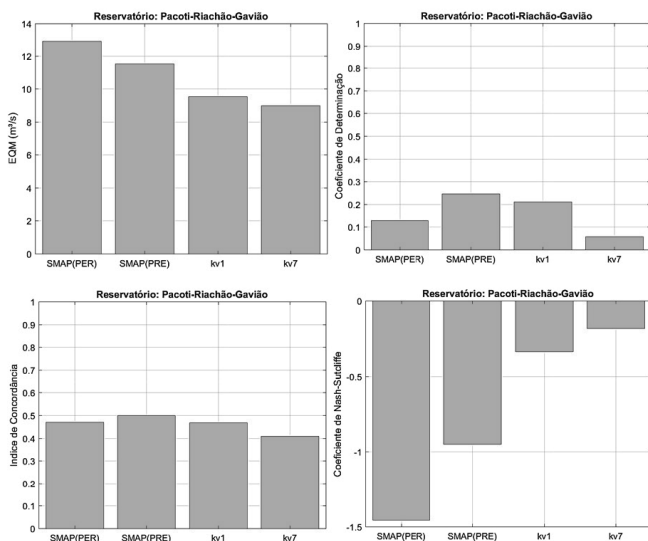 Reservatório: Pacoti-Riachão-Gavião
14
12
10
8
6
4
2
0
EQM (m³/s)
SMAP(PER) SMAP(PRE) kv1 kv7
Reservatório: Pacoti-Riachão-Gavião
1
0.9
0.8
0.7
0.6
0.5
0.4
0.3
0.2
0.1
0
Coeficiente de Determinação
SMAP(PER) SMAP(PRE) kv1 kv7
Reservatório: Pacoti-Riachão-Gavião
1
0.9
0.8
0.7
0.6
0.5
0.4
0.3
0.2
0.1
0
Indice de Concordância
SMAP(PER) SMAP(PRE) kv1 kv7
Reservatório: Pacoti-Riachão-Gavião
0
-0.5
-1
-1.5
Coeficiente de Nash-Sutcliffe
SMAP(PER) SMAP(PRE) kv1 kv7